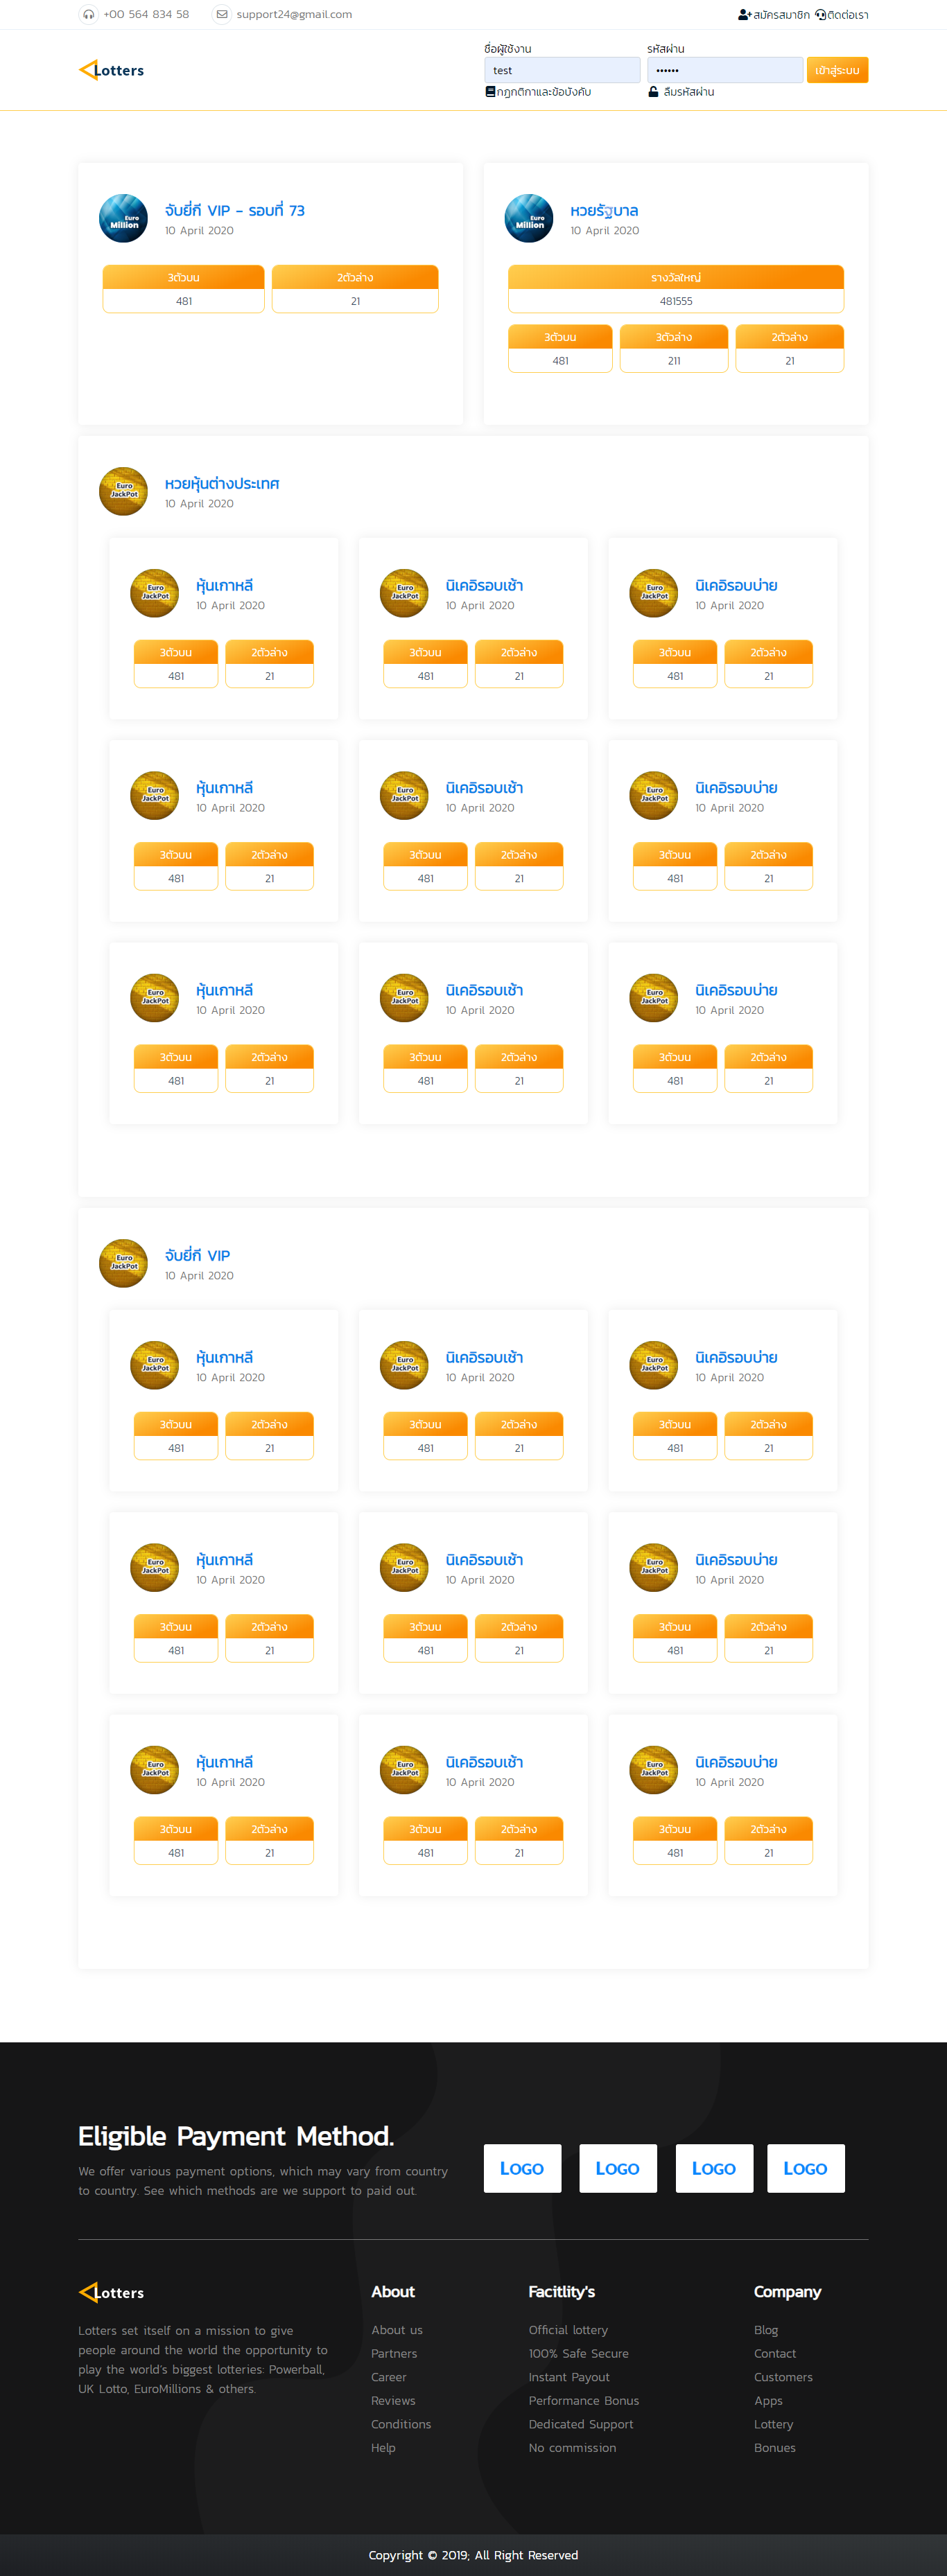 +00 564 834 58 support24@gmail.com สมัครสมาชิก ติดต่อเรา
Lotters
ชื่อผู้ใช้งาน รหัสผ่าน
test •••••• เข้าสู่ระบบ
กฏกติกาและข้อบังคับ ลืมรหัสผ่าน
Euro Million
จับยี่กี VIP - รอบที่ 73
10 April 2020
3ตัวบน 2ตัวล่าง
481 21
Euro Million
หวยรัฐบาล
10 April 2020
รางวัลใหญ่
481555
3ตัวบน 3ตัวล่าง 2ตัวล่าง
481 211 21
Euro JackPot
หวยหุ้นต่างประเทศ
10 April 2020
Euro JackPot Euro JackPot Euro JackPot
หุ้นเกาหลี นิเคอิรอบเช้า นิเคอิรอบบ่าย
10 April 2020 10 April 2020 10 April 2020
3ตัวบน 2ตัวล่าง 3ตัวบน 2ตัวล่าง 3ตัวบน 2ตัวล่าง
481 21 481 21 481 21
Euro JackPot Euro JackPot Euro JackPot
หุ้นเกาหลี นิเคอิรอบเช้า นิเคอิรอบบ่าย
10 April 2020 10 April 2020 10 April 2020
3ตัวบน 2ตัวล่าง 3ตัวบน 2ตัวล่าง 3ตัวบน 2ตัวล่าง
481 21 481 21 481 21
Euro JackPot Euro JackPot Euro JackPot
หุ้นเกาหลี นิเคอิรอบเช้า นิเคอิรอบบ่าย
10 April 2020 10 April 2020 10 April 2020
3ตัวบน 2ตัวล่าง 3ตัวบน 2ตัวล่าง 3ตัวบน 2ตัวล่าง
481 21 481 21 481 21
Euro JackPot
จับยี่กี VIP
10 April 2020
Euro JackPot Euro JackPot Euro JackPot
หุ้นเกาหลี นิเคอิรอบเช้า นิเคอิรอบบ่าย
10 April 2020 10 April 2020 10 April 2020
3ตัวบน 2ตัวล่าง 3ตัวบน 2ตัวล่าง 3ตัวบน 2ตัวล่าง
481 21 481 21 481 21
Euro JackPot Euro JackPot Euro JackPot
หุ้นเกาหลี นิเคอิรอบเช้า นิเคอิรอบบ่าย
10 April 2020 10 April 2020 10 April 2020
3ตัวบน 2ตัวล่าง 3ตัวบน 2ตัวล่าง 3ตัวบน 2ตัวล่าง
481 21 481 21 481 21
Euro JackPot Euro JackPot Euro JackPot
หุ้นเกาหลี นิเคอิรอบเช้า นิเคอิรอบบ่าย
10 April 2020 10 April 2020 10 April 2020
3ตัวบน 2ตัวล่าง 3ตัวบน 2ตัวล่าง 3ตัวบน 2ตัวล่าง
481 21 481 21 481 21
Eligible Payment Method.
We offer various payment options, which may vary from country
to country. See which methods are we support to paid out.
LOGO LOGO LOGO LOGO
Lotters
Lotters set itself on a mission to give
people around the world the opportunity to
play the world's biggest lotteries: Powerball,
UK Lotto, EuroMillions & others.
About
About us
Partners
Career
Reviews
Conditions
Help
Facitlity's
Official lottery
100% Safe Secure
Instant Payout
Performance Bonus
Dedicated Support
No commission
Company
Blog
Contact
Customers
Apps
Lottery
Bonues
Copyright © 2019; All Right Reserved